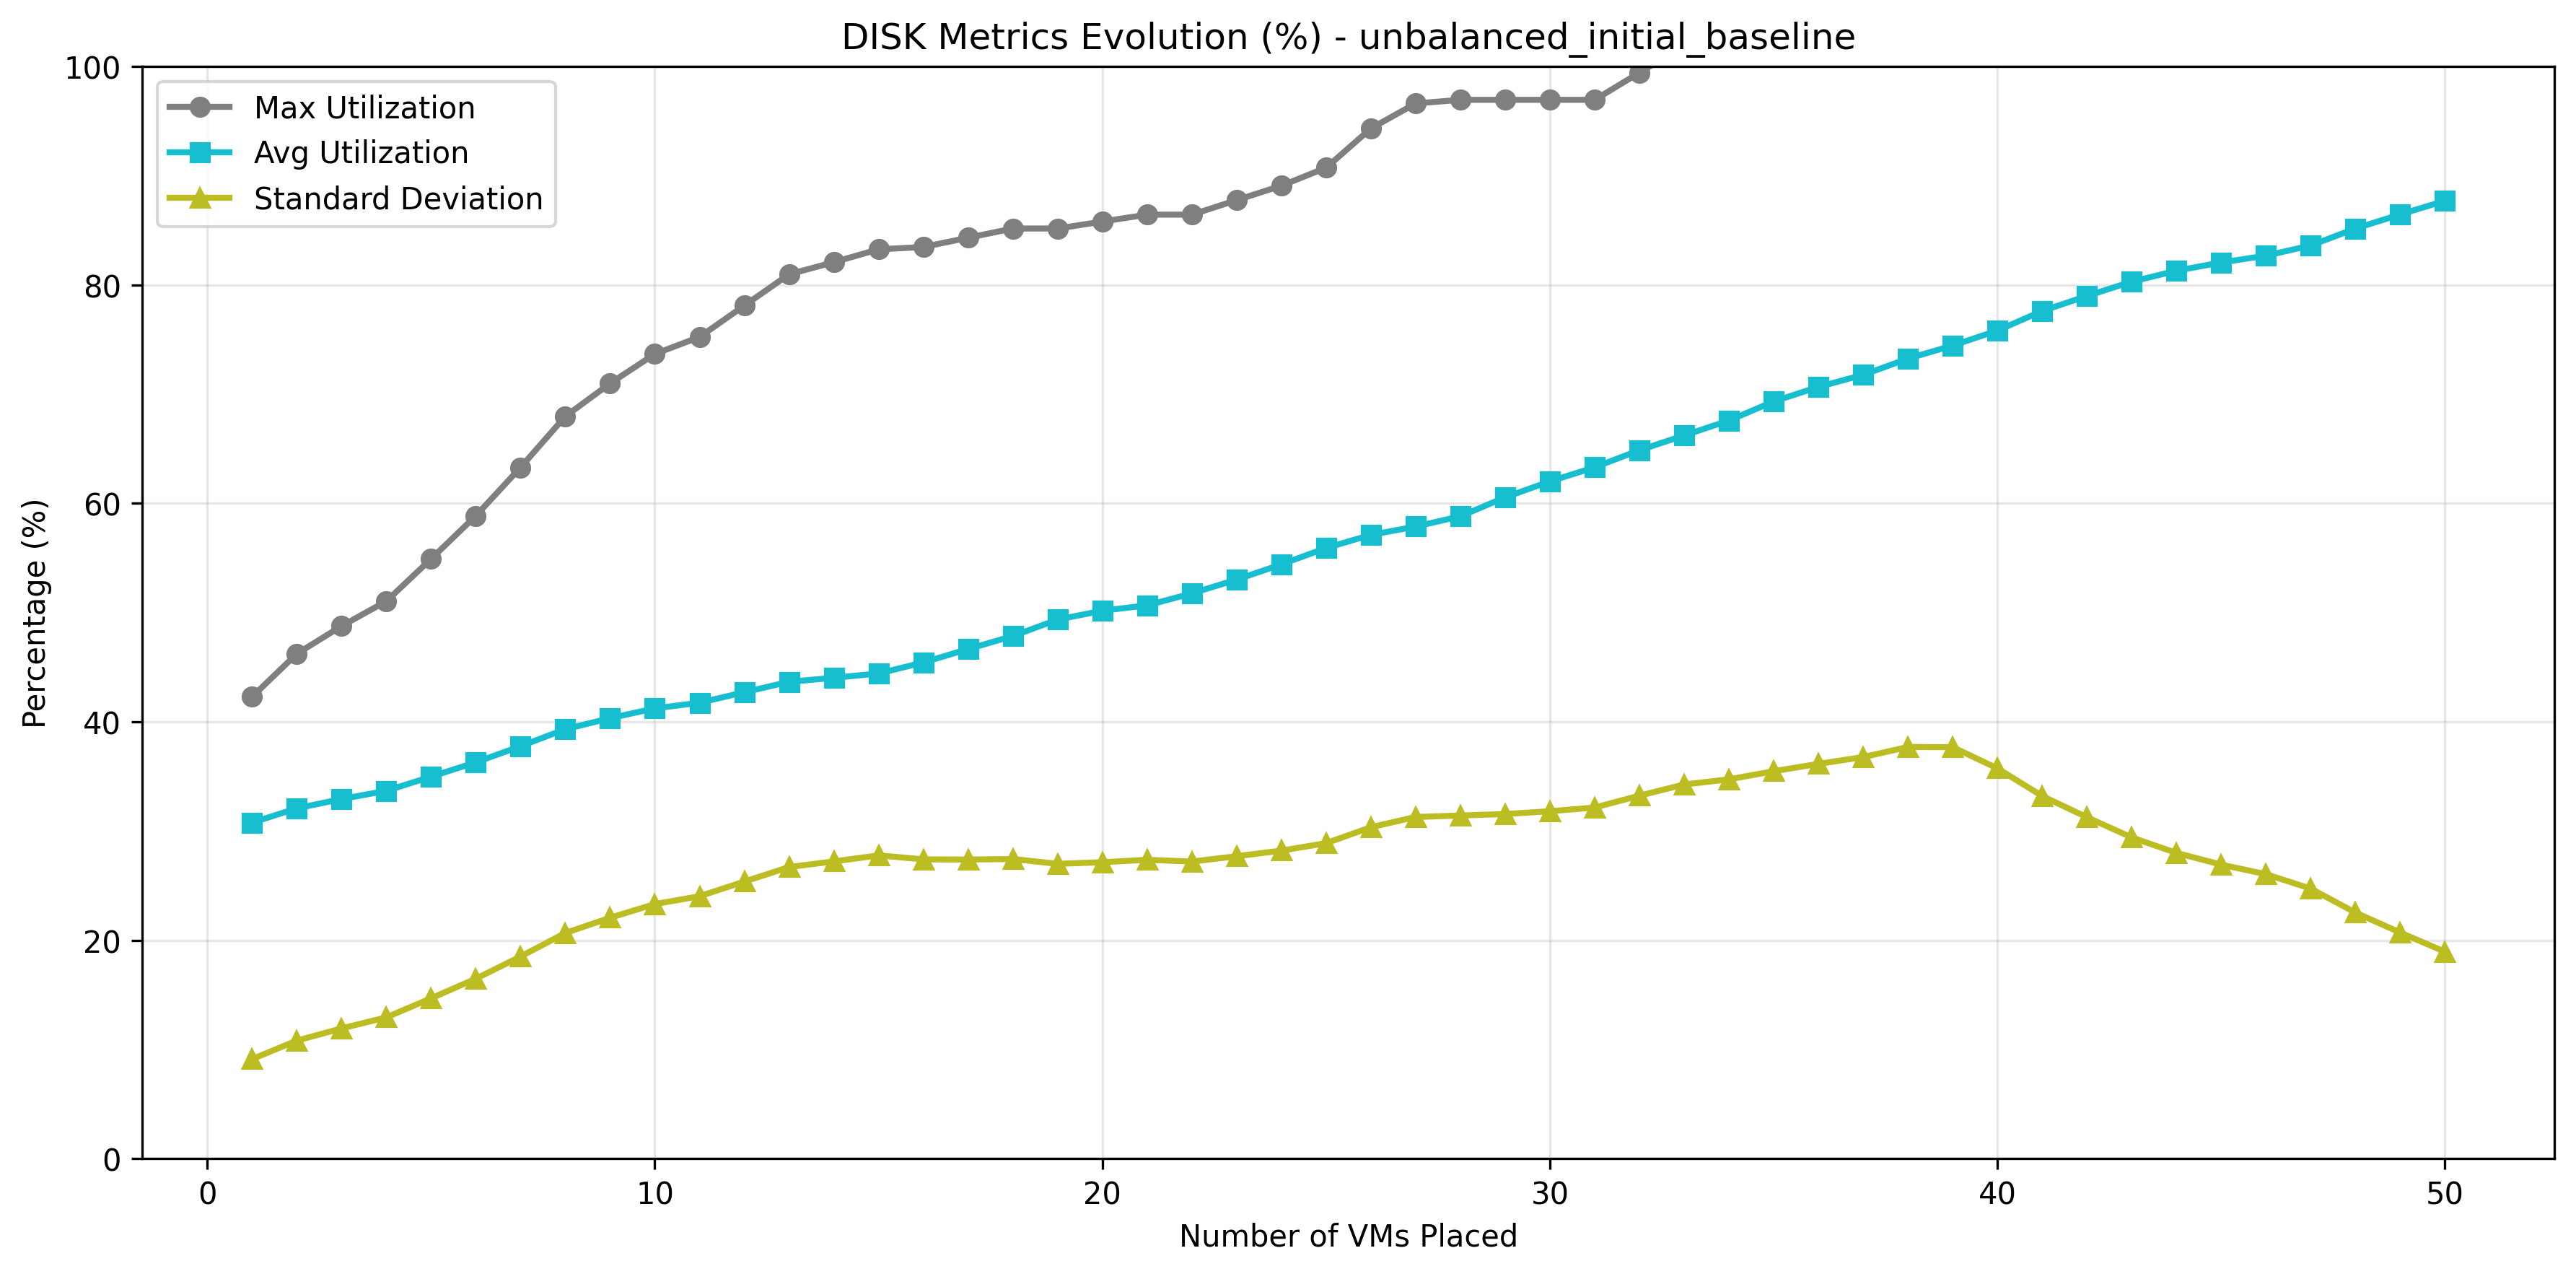 DISK Metrics Evolution (%) - unbalanced_initial_baseline
Max Utilization
Avg Utilization
Standard Deviation
Percentage (%)
100
80
60
40
20
0
0 10 20 30 40 50
Number of VMs Placed